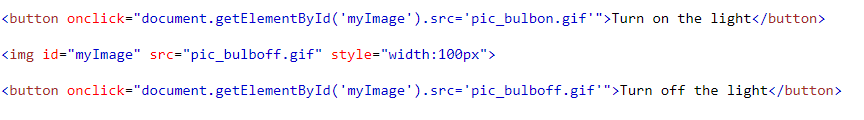 <button onclick="document.getElementById('myImage').src='pic_bulbon.gif'">Turn on the light</button>
<img id="myImage" src="pic_bulboff.gif" style="width:100px">
<button onclick="document.getElementById('myImage').src='pic_bulboff.gif'">Turn off the light</button>